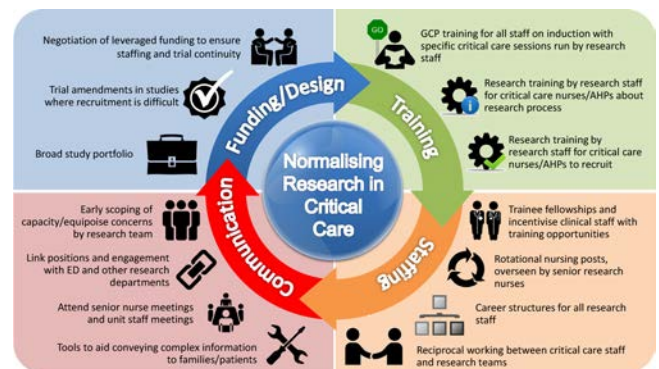 Negotiation of leveraged funding to ensure
staffing and trial continuity
Trial amendments in studies
where recruitment is difficult
Broad study portfolio
Funding/Design
GO
GCP training for all staff on induction with
specific critical care sessions run by research
staff
Research training by research staff
for critical care nurses/AHPs about
research process
Research training by
research staff for critical care
nurses/AHPs to recruit
Training
Normalising
Research in
Critical
Care
Early scoping of
capacity/equipoise concerns
by research team
Link positions and engagement
with ED and other research
departments
Attend senior nurse meetings
and unit staff meetings
Tools to aid conveying complex information
to families/patients
Communication
Trainee fellowships and
incentivise clinical staff with
training opportunities
Rotational nursing posts,
overseen by senior research
nurses
Career structures for all research
staff
Reciprocal working between critical care staff
and research teams
Staffing